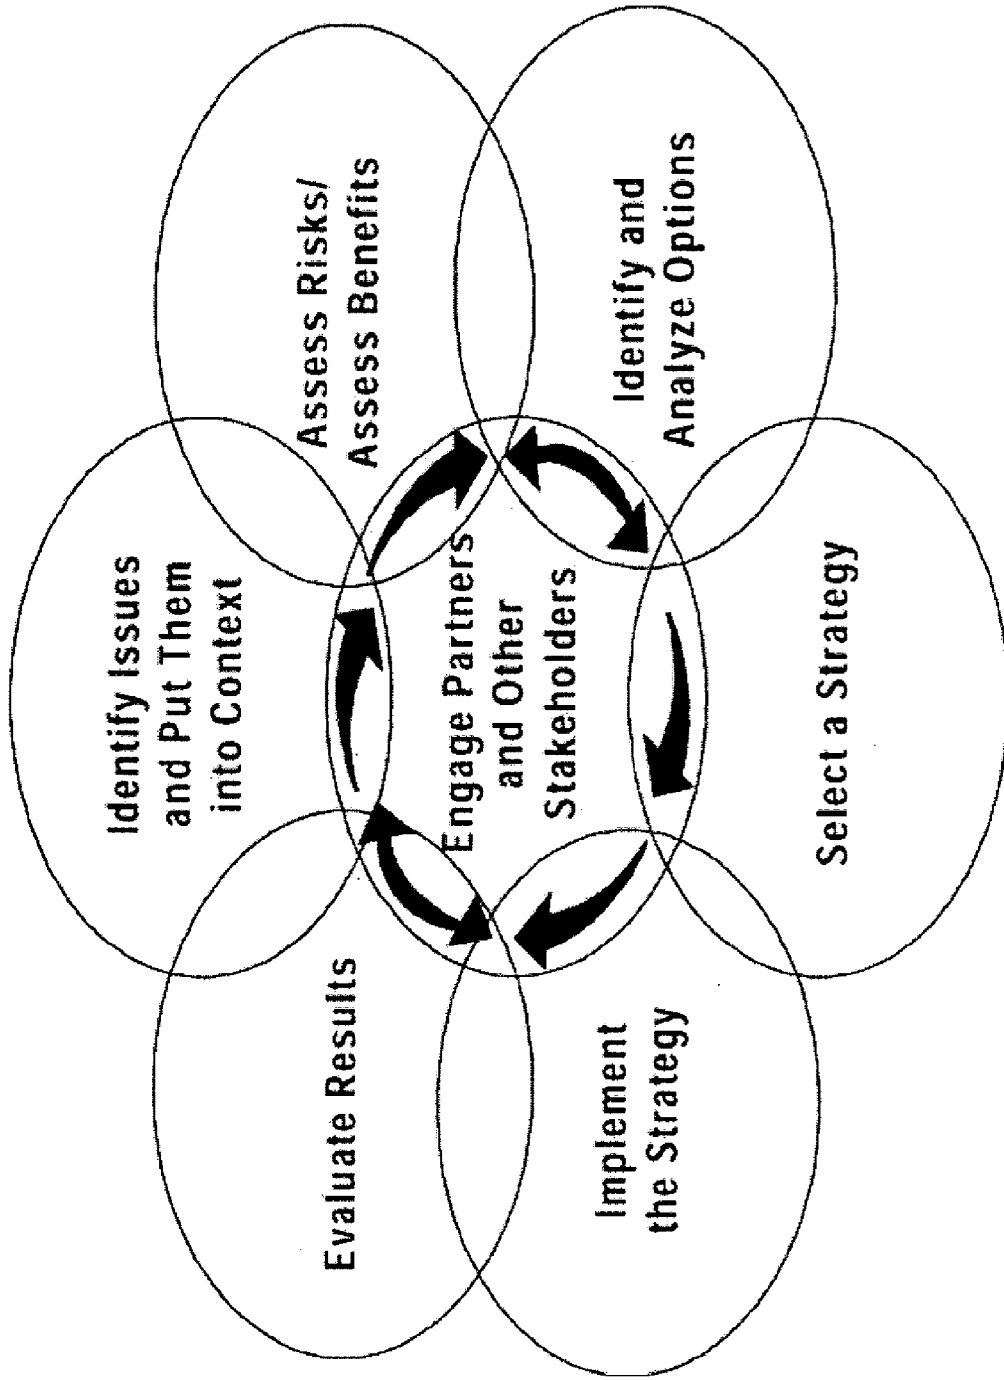 Identify Issues
and Put Them
into Context
Assess Risks/
Assess Benefits
Identify and
Analyze Options
Select a Strategy
Implement
the Strategy
Evaluate Results
Engage Partners
and Other
Stakeholders